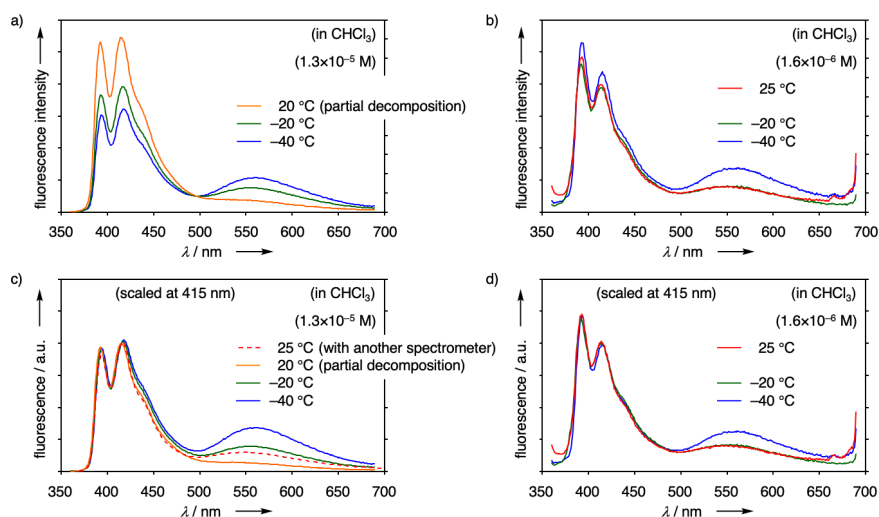 a)
(in CHCl₃)
(1.3×10⁻⁵ M)
fluorescence intensity
20 °C (partial decomposition)
–20 °C
–40 °C
350 400 450 500 550 600 650 700
λ / nm
b)
(in CHCl₃)
(1.6×10⁻⁶ M)
fluorescence intensity
25 °C
–20 °C
–40 °C
350 400 450 500 550 600 650 700
λ / nm
c)
(scaled at 415 nm)
(in CHCl₃)
(1.3×10⁻⁵ M)
fluorescence / a.u.
25 °C (with another spectrometer)
20 °C (partial decomposition)
–20 °C
–40 °C
350 400 450 500 550 600 650 700
λ / nm
d)
(scaled at 415 nm)
(in CHCl₃)
(1.6×10⁻⁶ M)
fluorescence / a.u.
25 °C
–20 °C
–40 °C
350 400 450 500 550 600 650 700
λ / nm